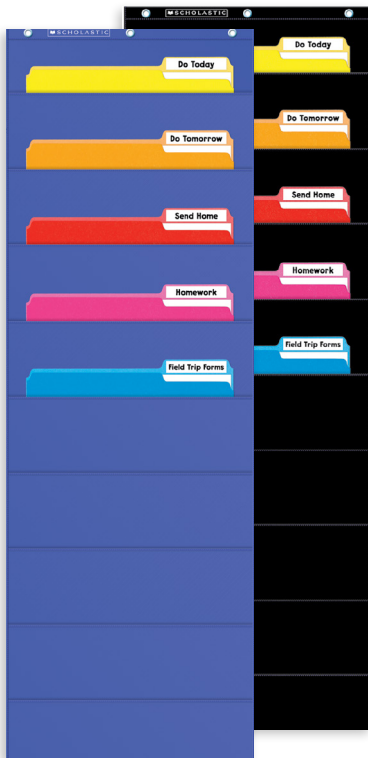 SCHOLASTIC
Do Today
Do Tomorrow
Send Home
Homework
Field Trip Forms
SCHOLASTIC
Do Today
Do Tomorrow
Send Home
Homework
Field Trip Forms